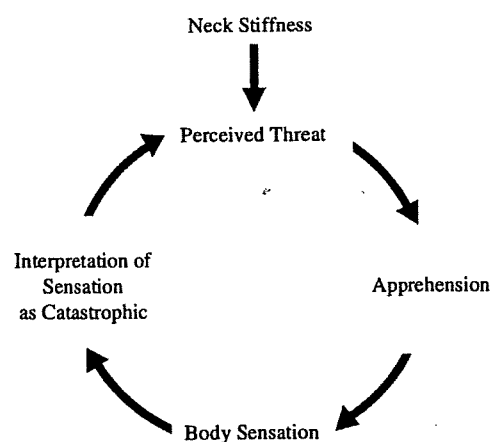 Neck Stiffness
Perceived Threat
Apprehension
Body Sensation
Interpretation of
Sensation
as Catastrophic